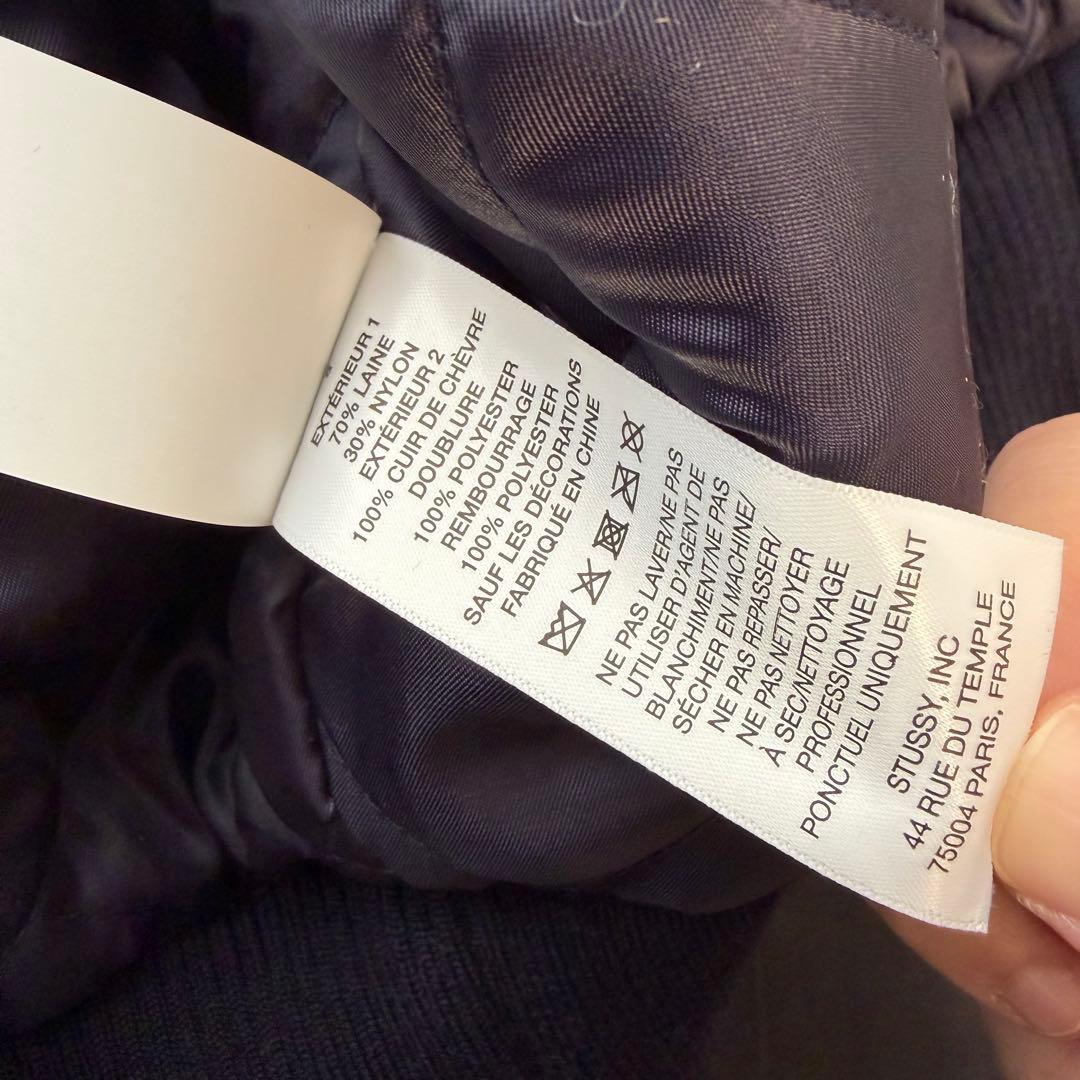 EXTÉRIEUR 1
70% LAINE
30% NYLON
EXTÉRIEUR 2
100% CUIR DE CHÈVRE
DOUBLURE
100% POLYESTER
REMBOURRAGE
100% POLYESTER
SAUF LES DÉCORATIONS
FABRIQUÉ EN CHINE
NE PAS LAVER/NE PAS
UTILISER D'AGENT DE
BLANCHIMENT/NE PAS
SÉCHER EN MACHINE/
NE PAS REPASSER/
NE PAS NETTOYER
À SEC/NETTOYAGE
PROFESSIONNEL
PONCTUEL UNIQUEMENT
STUSSY, INC
44 RUE DU TEMPLE
75004 PARIS, FRANCE